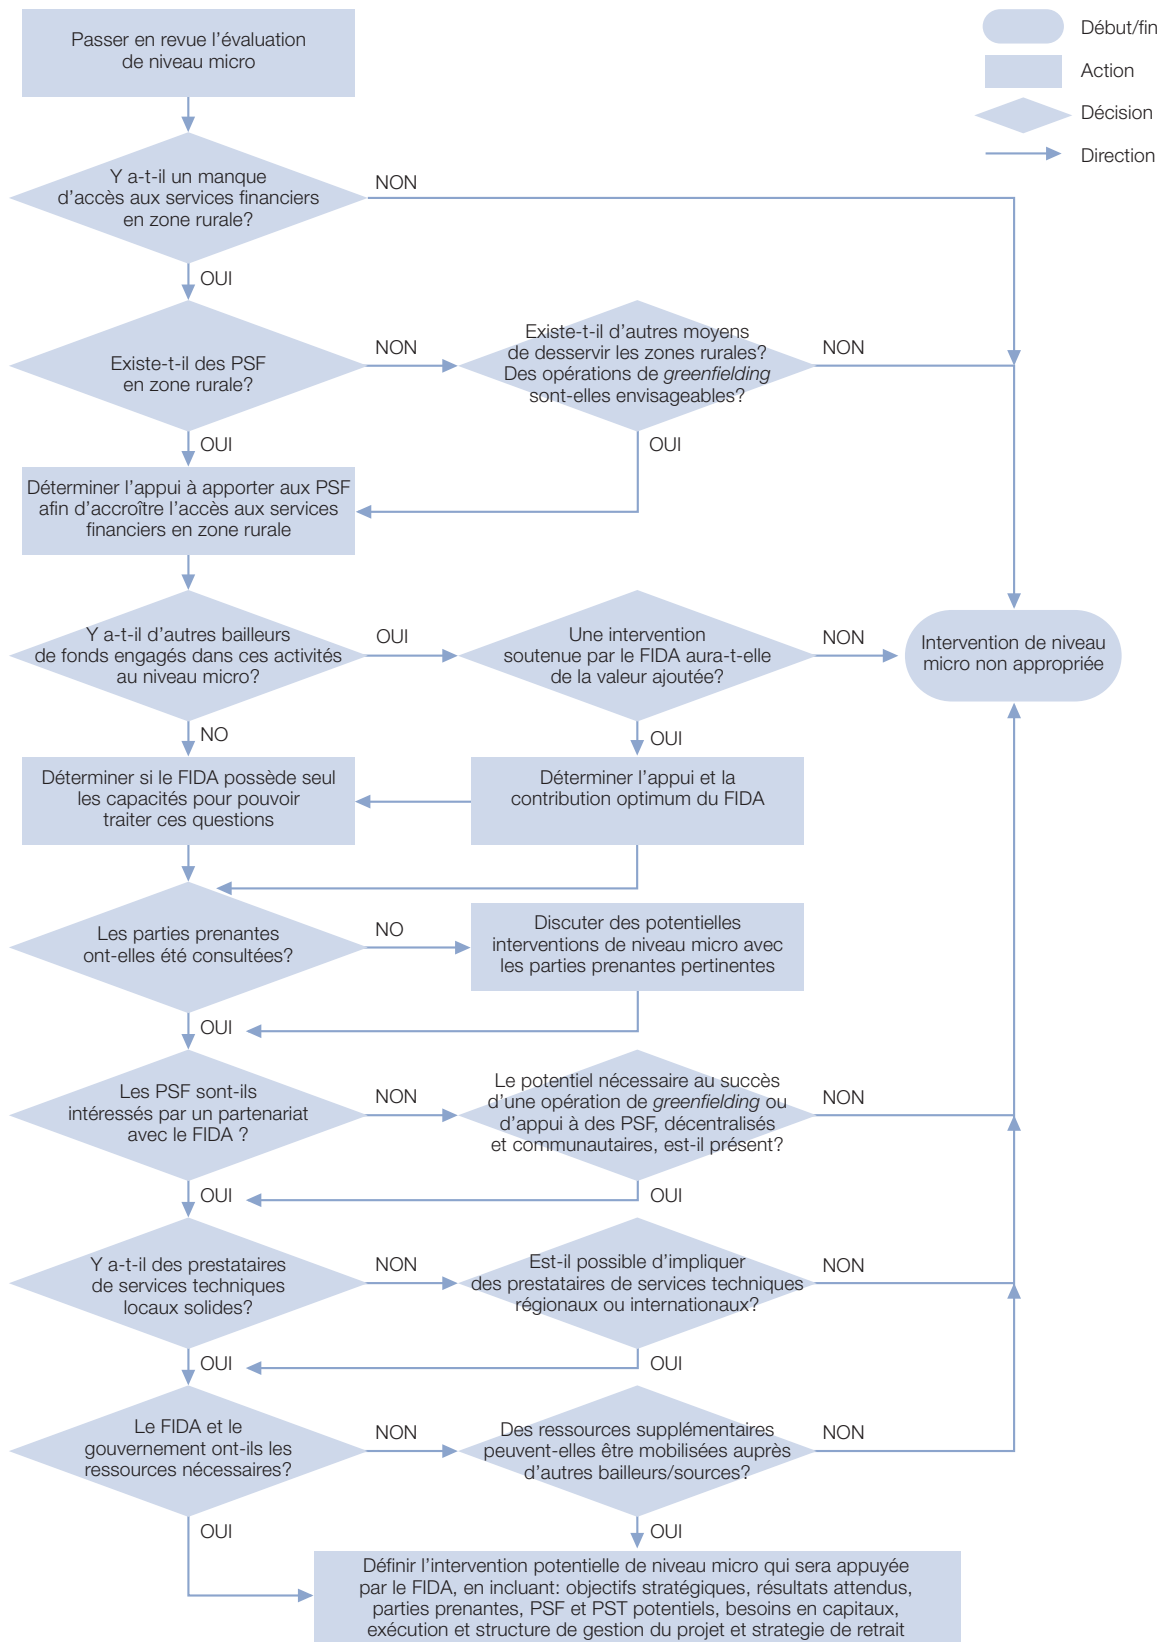 Passer en revue l'évaluation
de niveau micro
Début/fin
Action
Décision
Direction
Y a-t-il un manque
d'accès aux services financiers
en zone rurale?
NON
OUI
Existe-t-il des PSF
en zone rurale?
NON
Existe-t-il d'autres moyens
de desservir les zones rurales?
Des opérations de greenfielding
sont-elles envisageables?
NON
OUI
OUI
Déterminer l'appui à apporter aux PSF
afin d'accroître l'accès aux services
financiers en zone rurale
Y a-t-il d'autres bailleurs
de fonds engagés dans ces activités
au niveau micro?
OUI
Une intervention
soutenue par le FIDA aura-t-elle
de la valeur ajoutée?
NON
Intervention de niveau
micro non appropriée
NO
OUI
Déterminer si le FIDA possède seul
les capacités pour pouvoir
traiter ces questions
Déterminer l'appui et la
contribution optimum du FIDA
Les parties prenantes
ont-elles été consultées?
NO
Discuter des potentielles
interventions de niveau micro avec
les parties prenantes pertinentes
OUI
Les PSF sont-ils
intéressés par un partenariat
avec le FIDA ?
NON
Le potentiel nécessaire au succès
d'une opération de greenfielding ou
d'appui à des PSF, décentralisés
et communautaires, est-il présent?
NON
OUI
OUI
Y a-t-il des prestataires
de services techniques
locaux solides?
NON
Est-il possible d'impliquer
des prestataires de services techniques
régionaux ou internationaux?
NON
OUI
OUI
Le FIDA et le
gouvernement ont-ils les
ressources nécessaires?
NON
Des ressources supplémentaires
peuvent-elles être mobilisées auprès
d'autres bailleurs/sources?
NON
OUI
OUI
Définir l'intervention potentielle de niveau micro qui sera appuyée
par le FIDA, en incluant: objectifs stratégiques, résultats attendus,
parties prenantes, PSF et PST potentiels, besoins en capitaux,
exécution et structure de gestion du projet et strategie de retrait